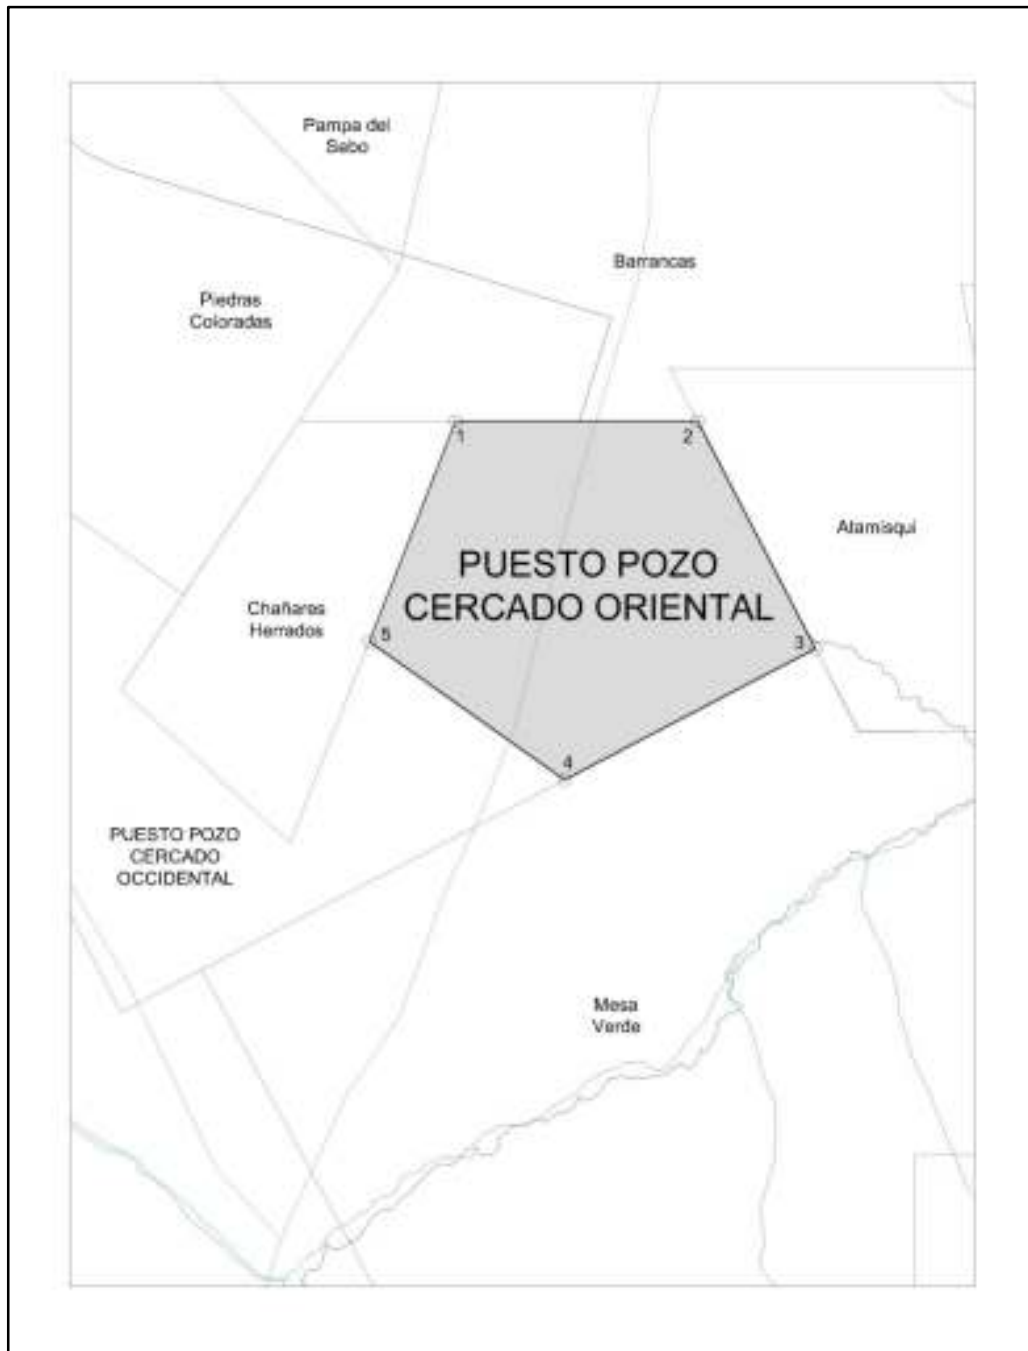 Pampa del
Sebo
Barrancas
Piedras
Coloradas
1
2
Atamisqui
PUESTO POZO
CERCADO ORIENTAL
Chañares
Herrados
5
3
4
PUESTO POZO
CERCADO
OCCIDENTAL
Mesa
Verde